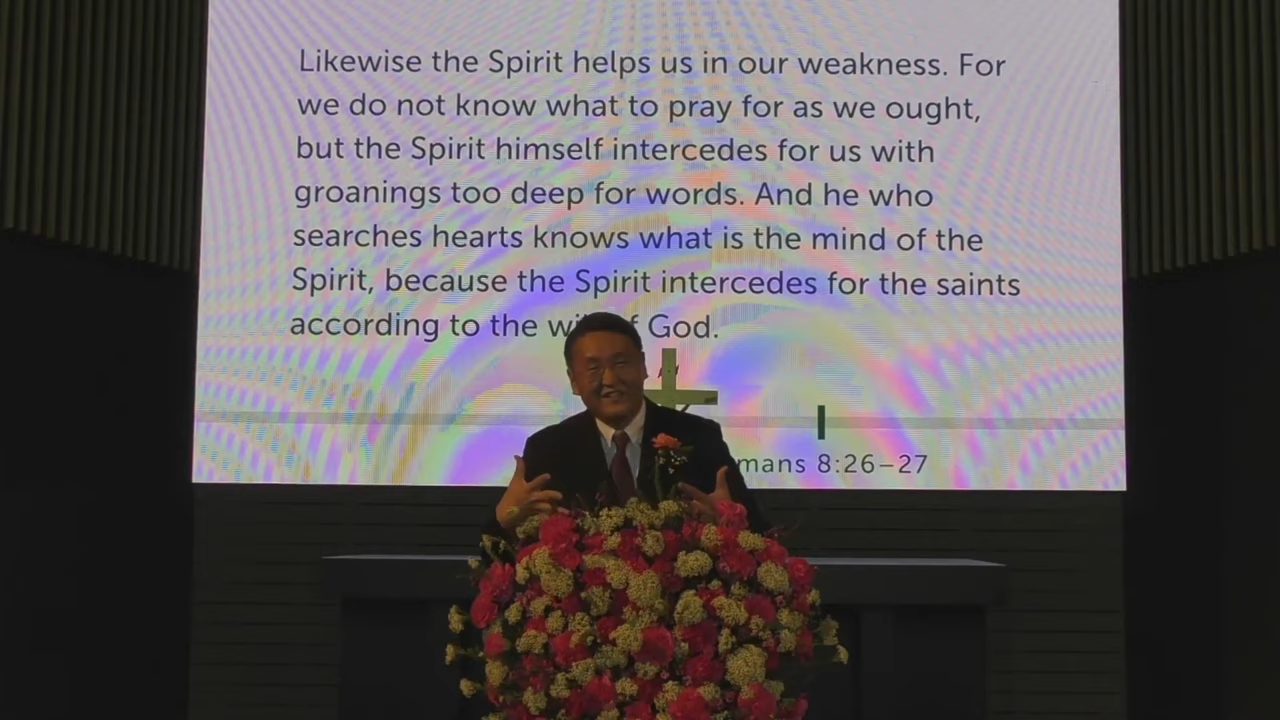 Likewise the Spirit helps us in our weakness. For
we do not know what to pray for as we ought,
but the Spirit himself intercedes for us with
groanings too deep for words. And he who
searches hearts knows what is the mind of the
Spirit, because the Spirit intercedes for the saints
according to the God.
8:26–27